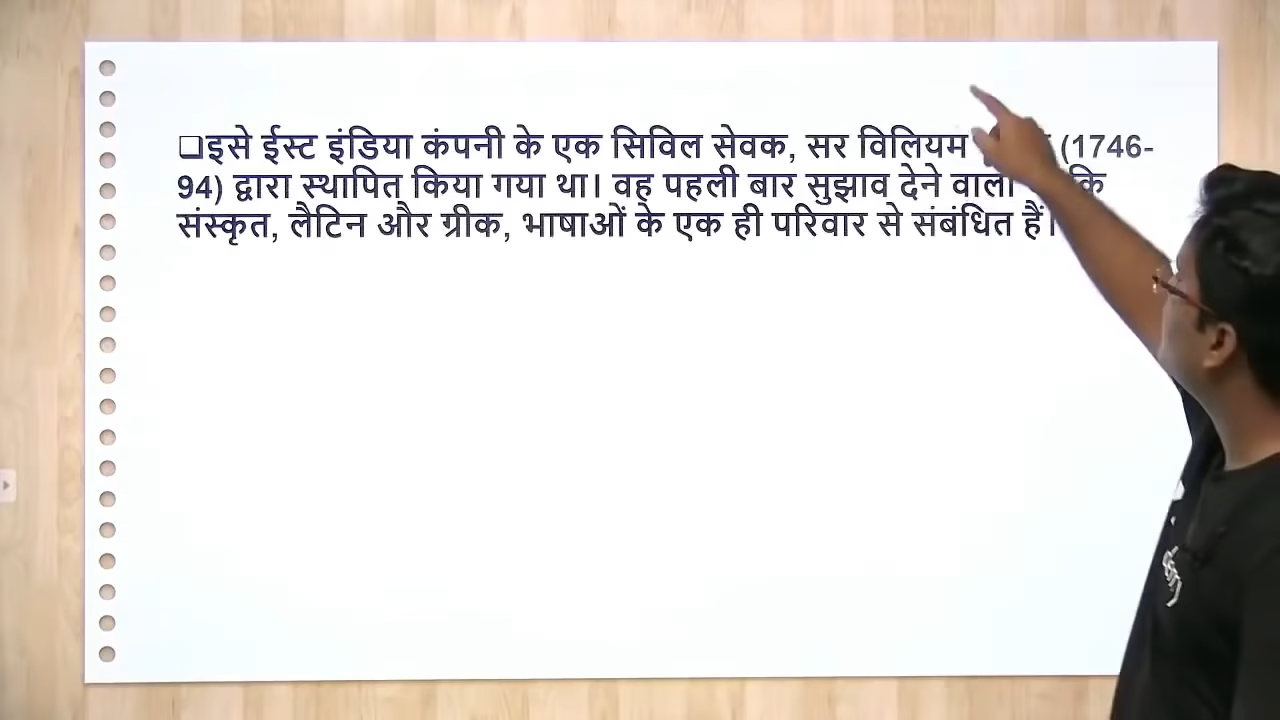 ❑इसे ईस्ट इंडिया कंपनी के एक सिविल सेवक, सर विलियम (1746-
94) द्वारा स्थापित किया गया था। वह पहली बार सुझाव देने वाला कि
संस्कृत, लैटिन और ग्रीक, भाषाओं के एक ही परिवार से संबंधित हैं।